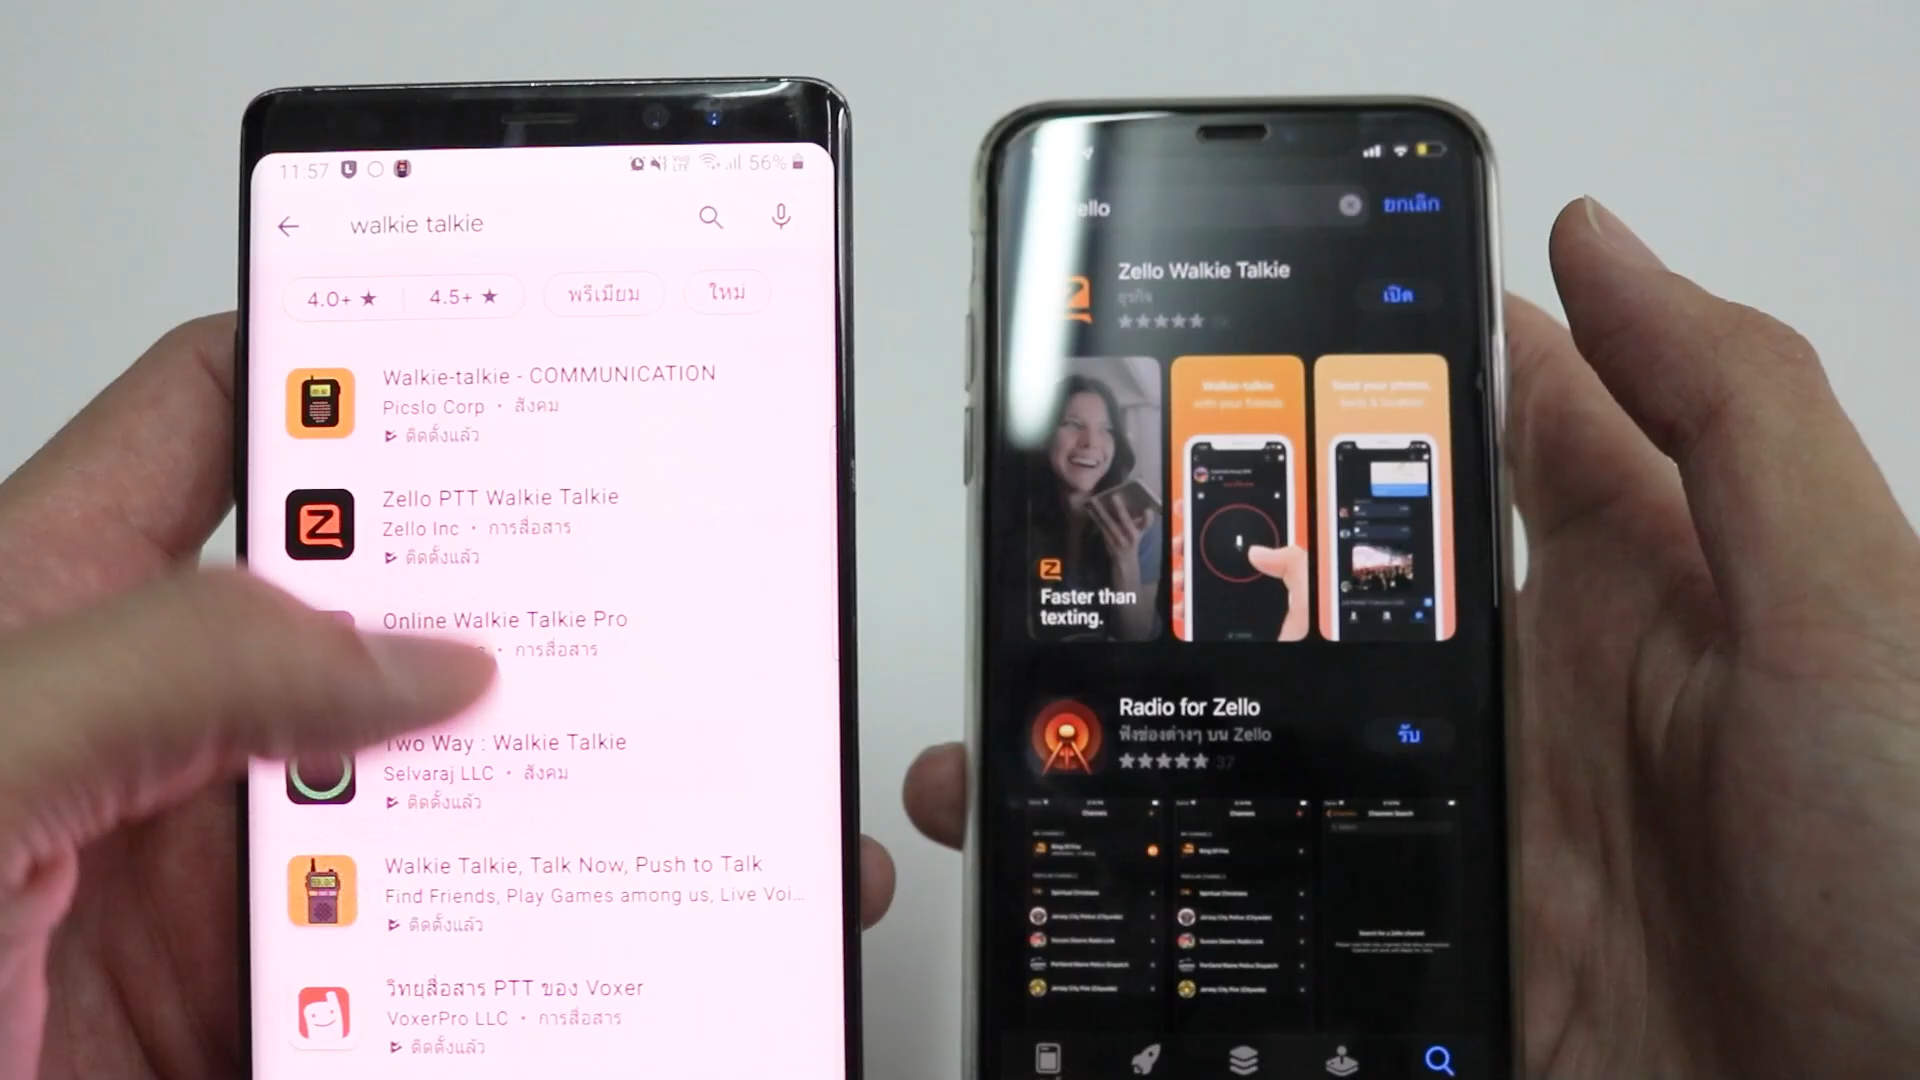 11:57
56%
walkie talkie
4.0+ ★
4.5+ ★
พรีเมียม
ใหม่
Walkie-talkie - COMMUNICATION
Picslo Corp • สังคม
ติดตั้งแล้ว
Zello PTT Walkie Talkie
Zello Inc • การสื่อสาร
ติดตั้งแล้ว
Online Walkie Talkie Pro
• การสื่อสาร
Two Way : Walkie Talkie
Selvaraj LLC • สังคม
ติดตั้งแล้ว
Walkie Talkie, Talk Now, Push to Talk
Find Friends, Play Games among us, Live Voi...
ติดตั้งแล้ว
วิทยุสื่อสาร PTT ของ Voxer
VoxerPro LLC • การสื่อสาร
ติดตั้งแล้ว
ello
ยกเลิก
Zello Walkie Talkie
ธุรกิจ
เปิด
Walkie-talkie
with your friends
Send your photos,
Faster than
texting.
Radio for Zello
ฟังช่องต่างๆ บน Zello
37
รับ
Channels
Channels
Channels Search